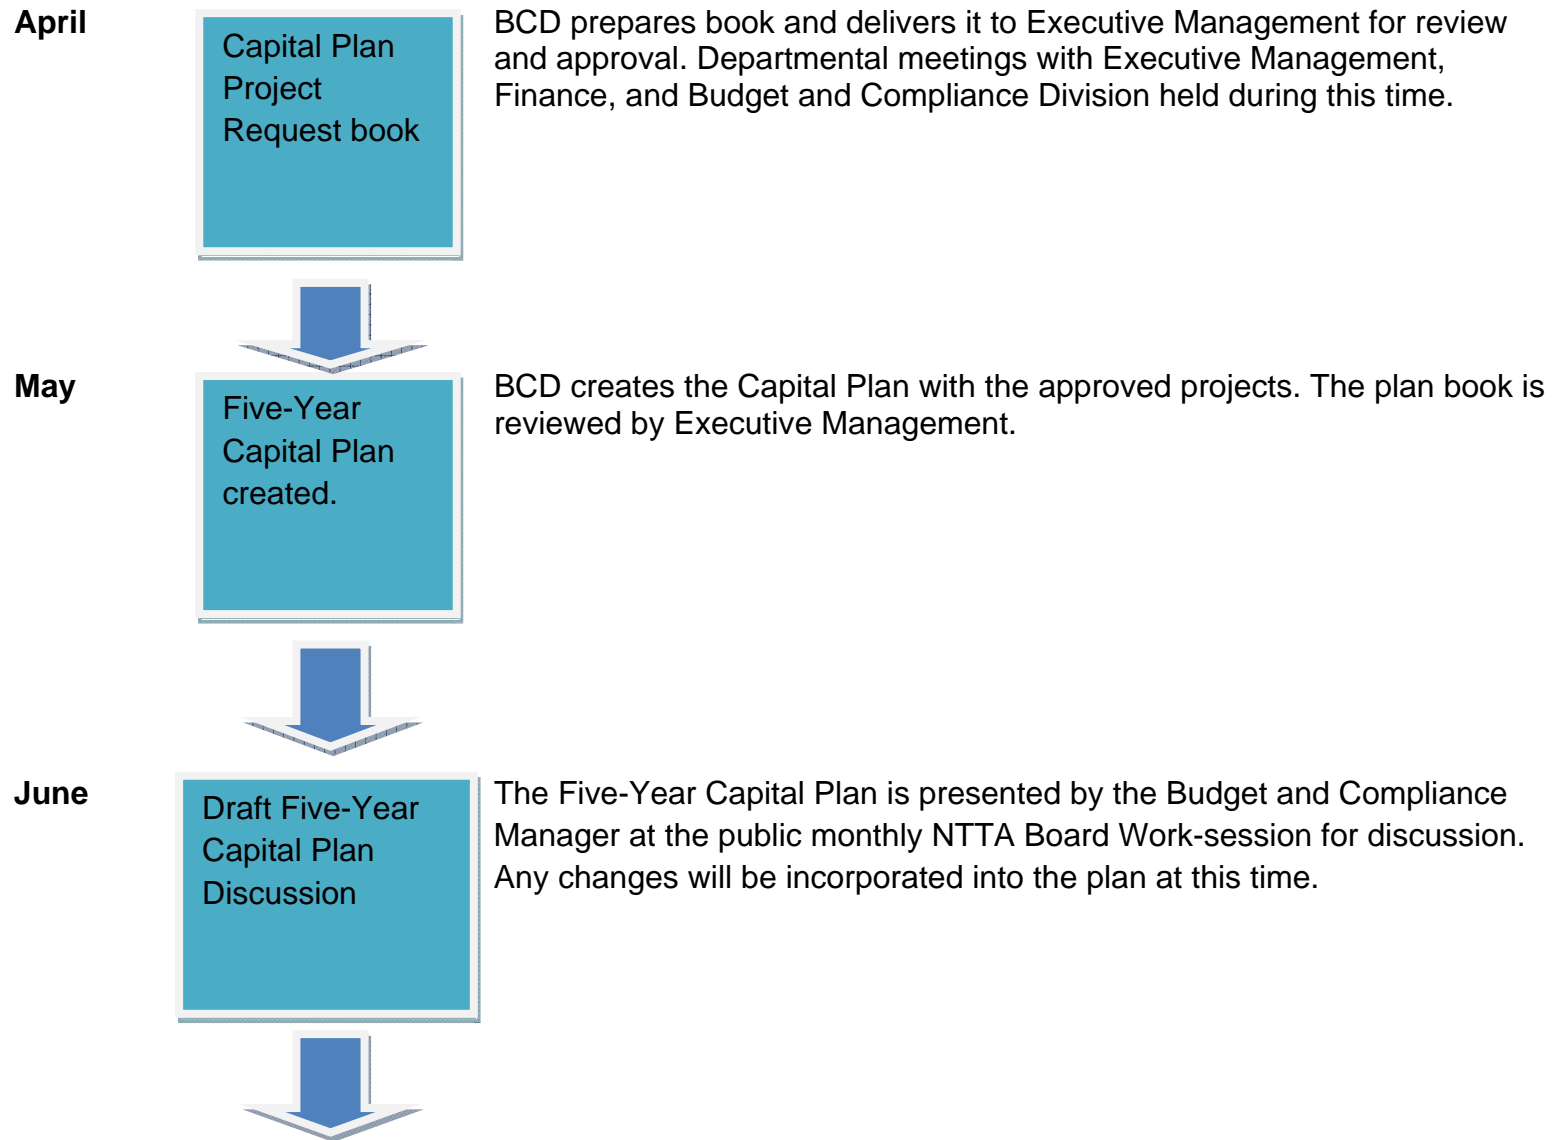 April
Capital Plan
Project
Request book
BCD prepares book and delivers it to Executive Management for review
and approval. Departmental meetings with Executive Management,
Finance, and Budget and Compliance Division held during this time.
May
Five-Year
Capital Plan
created.
BCD creates the Capital Plan with the approved projects. The plan book is
reviewed by Executive Management.
June
Draft Five-Year
Capital Plan
Discussion
The Five-Year Capital Plan is presented by the Budget and Compliance
Manager at the public monthly NTTA Board Work-session for discussion.
Any changes will be incorporated into the plan at this time.